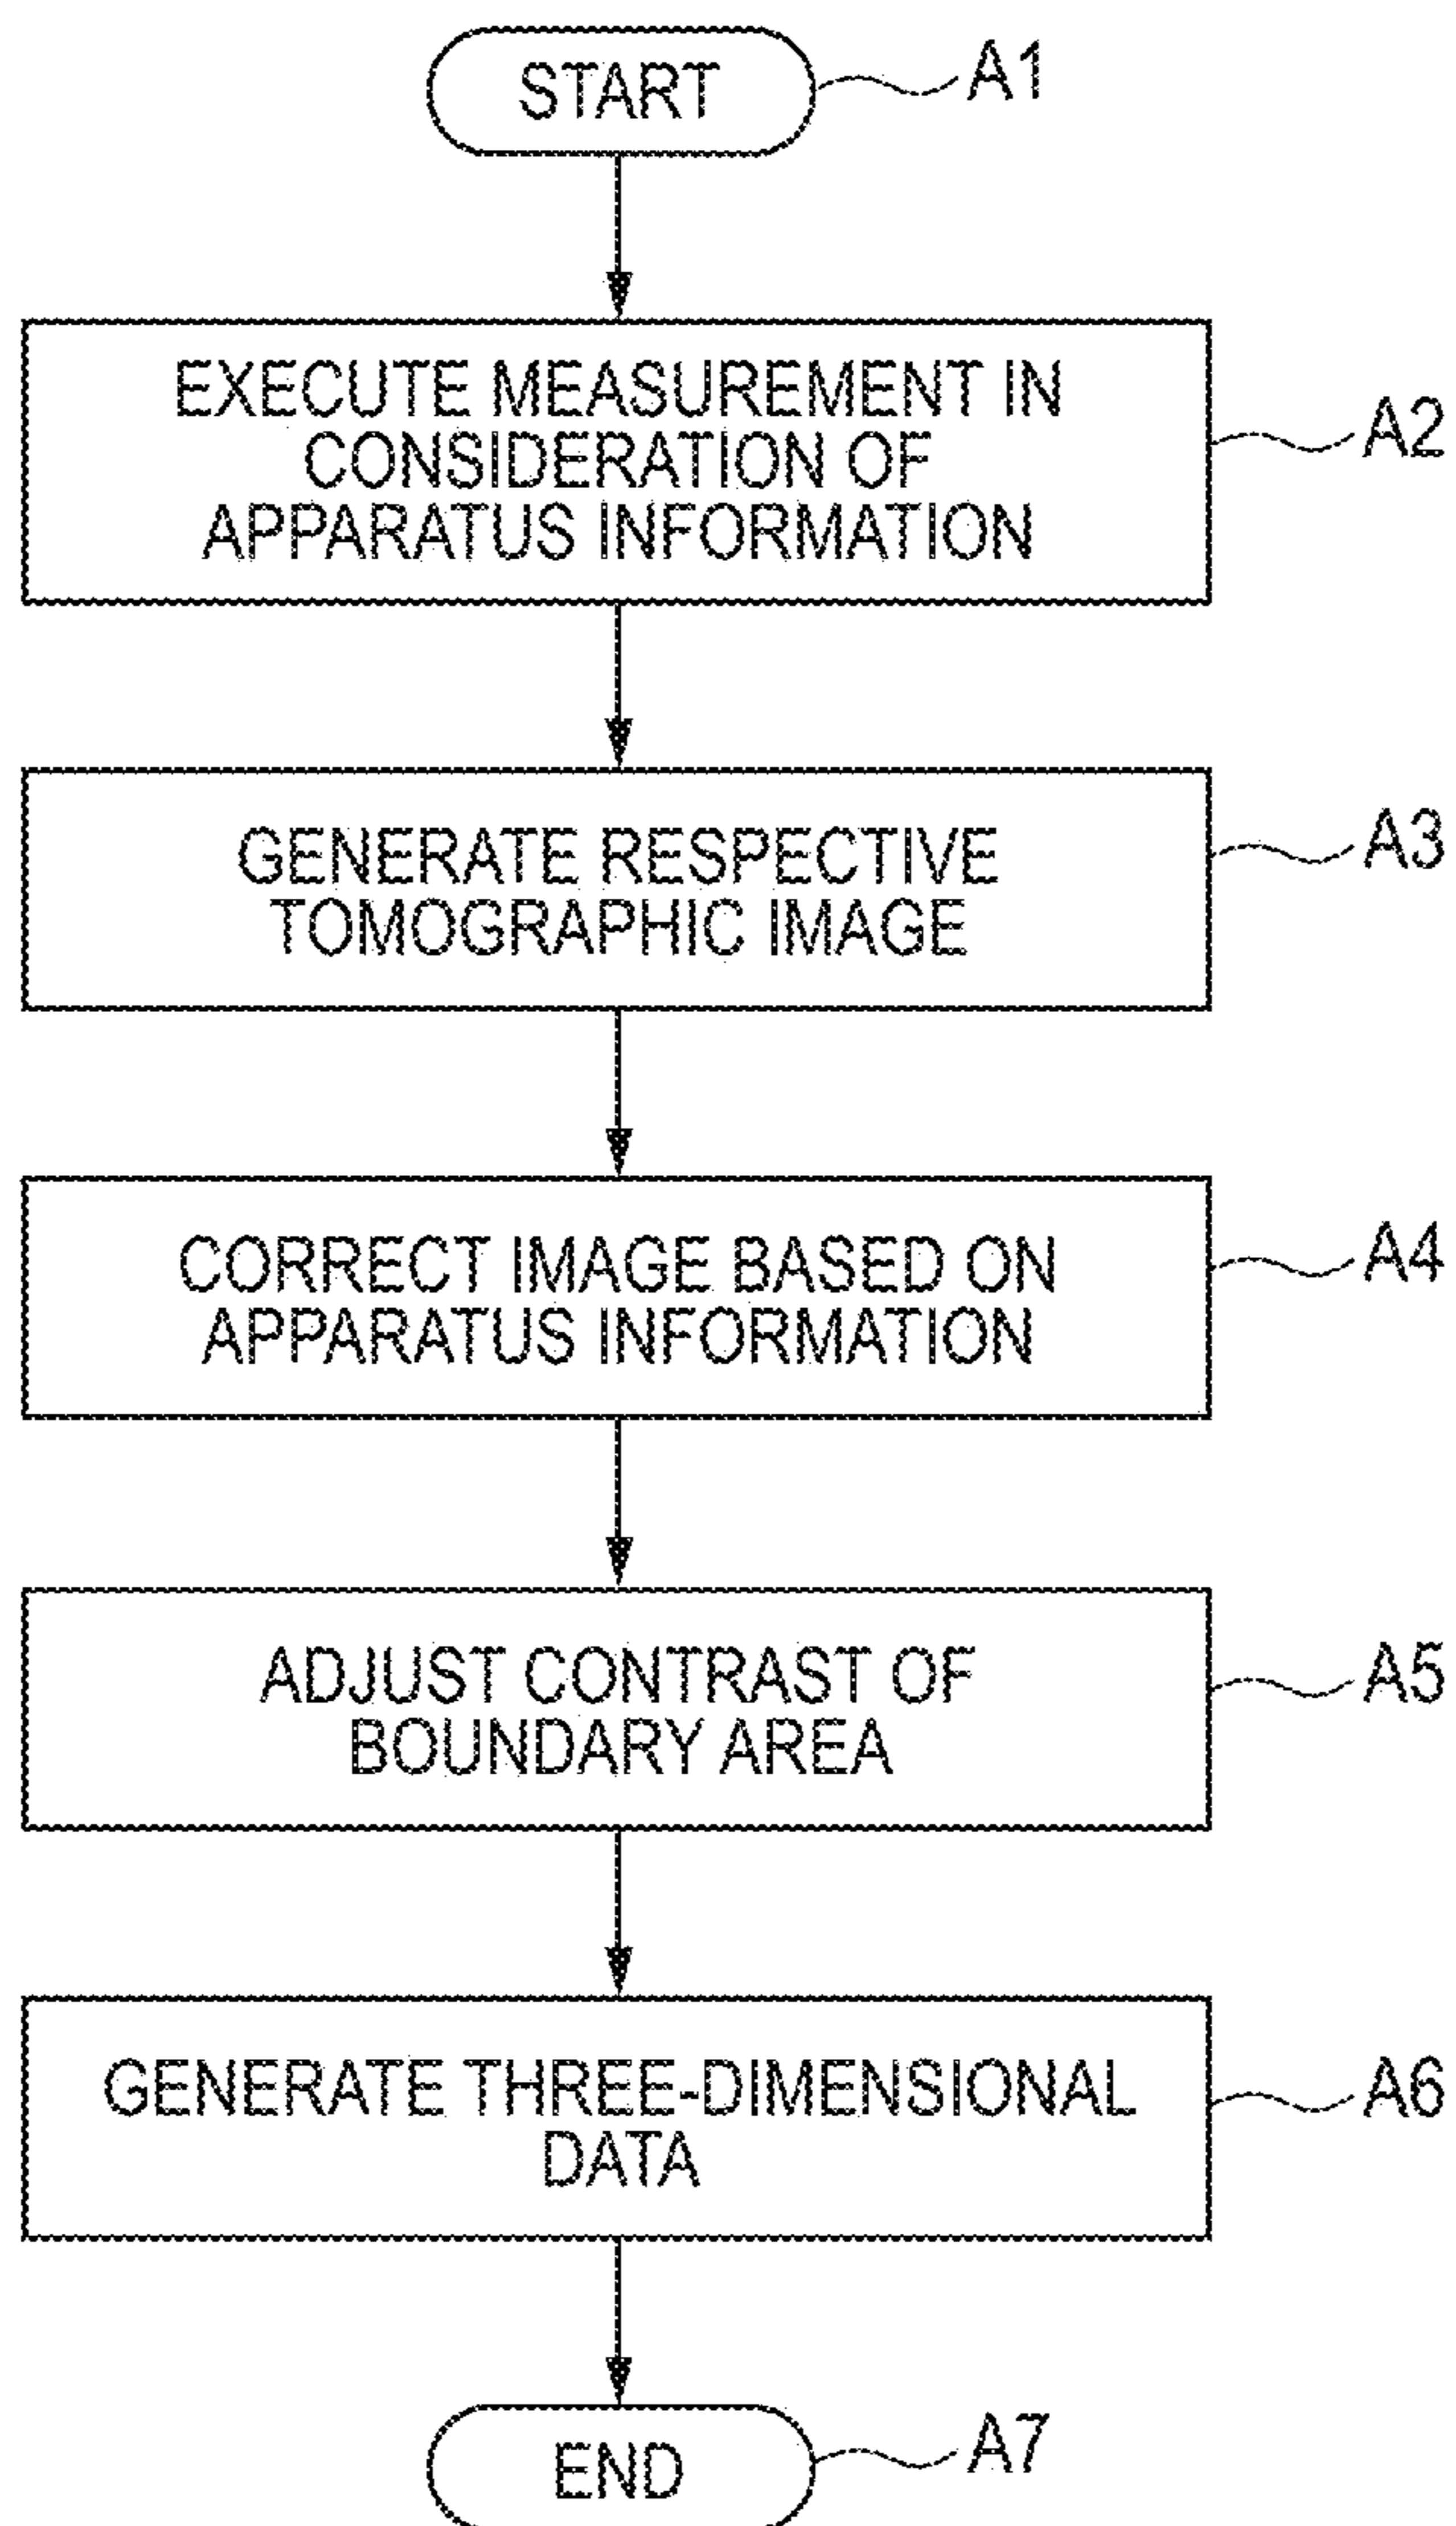 START
A1
EXECUTE MEASUREMENT IN
CONSIDERATION OF
APPARATUS INFORMATION
A2
GENERATE RESPECTIVE
TOMOGRAPHIC IMAGE
A3
CORRECT IMAGE BASED ON
APPARATUS INFORMATION
A4
ADJUST CONTRAST OF
BOUNDARY AREA
A5
GENERATE THREE-DIMENSIONAL
DATA
A6
END
A7